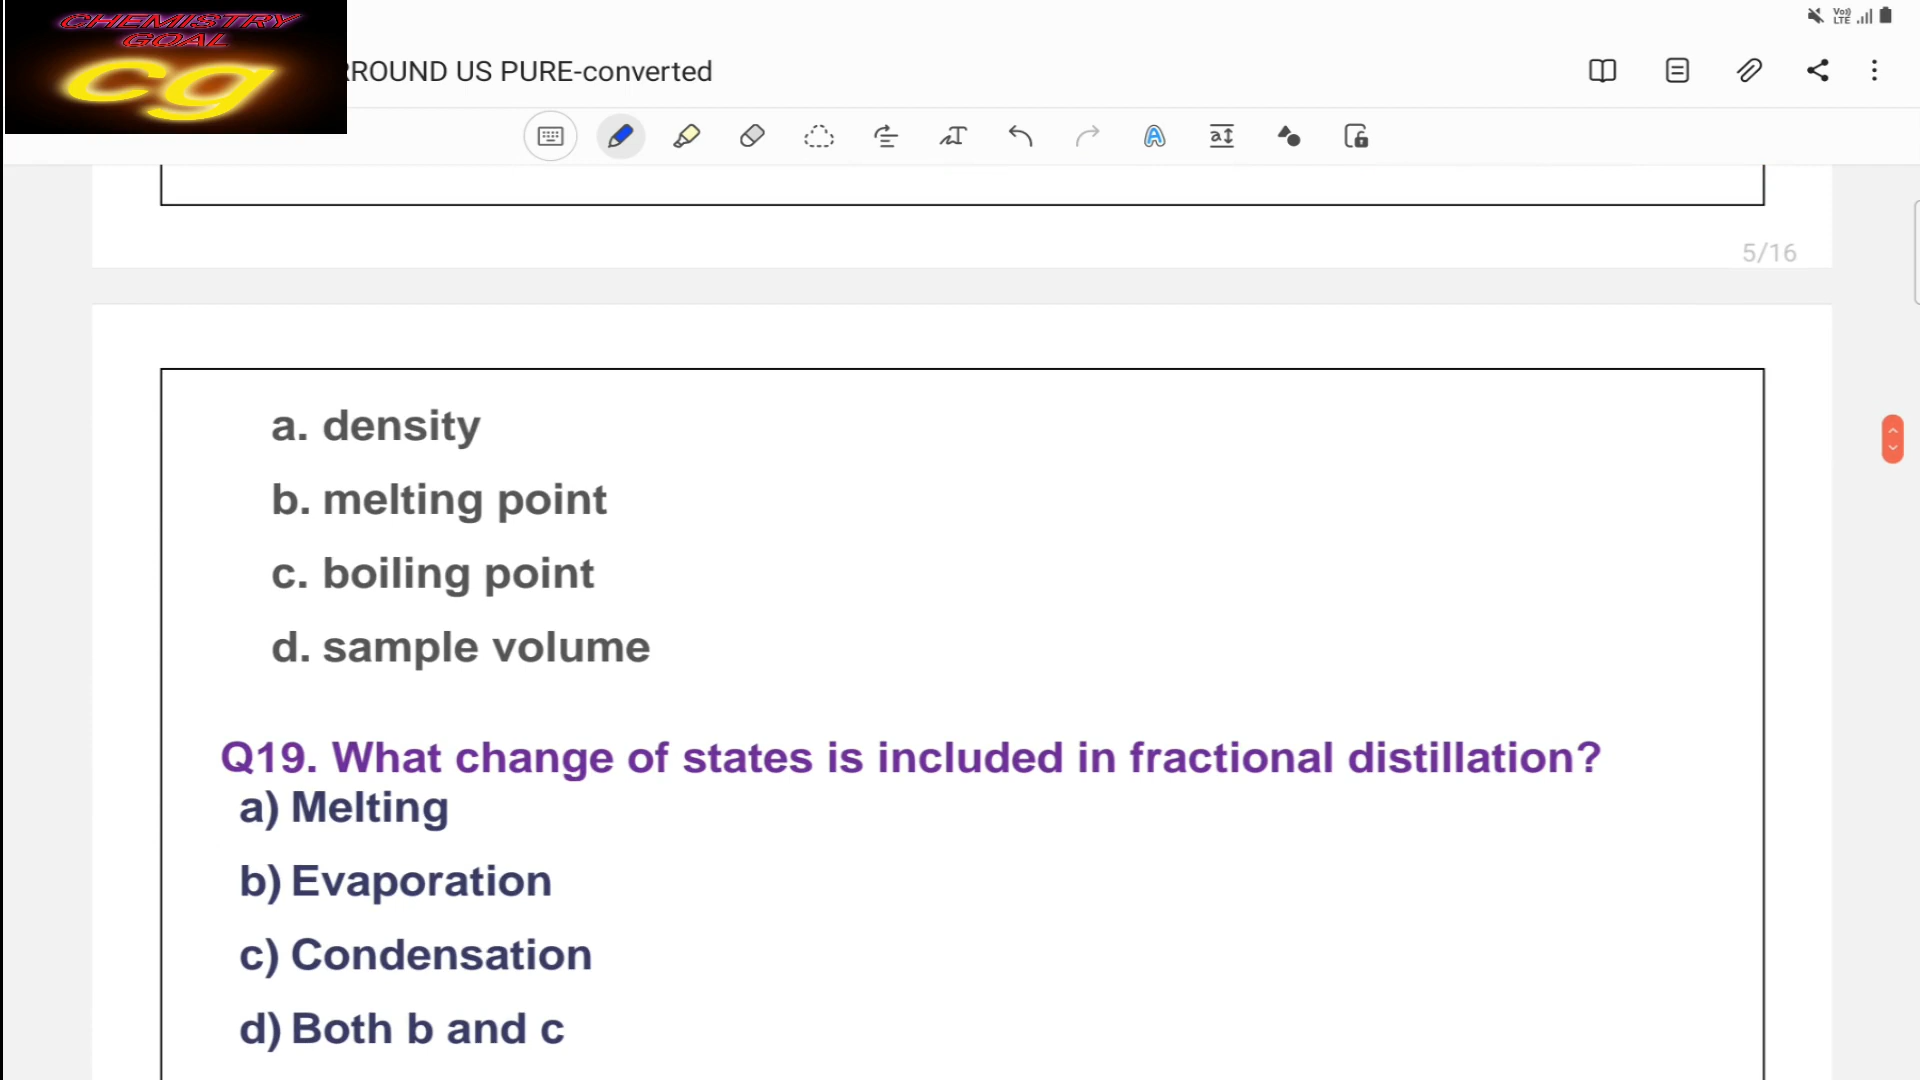 CHEMISTRY
GOAL
cg
RROUND US PURE-converted
5/16
a. density
b. melting point
c. boiling point
d. sample volume
Q19. What change of states is included in fractional distillation?
a) Melting
b) Evaporation
c) Condensation
d) Both b and c